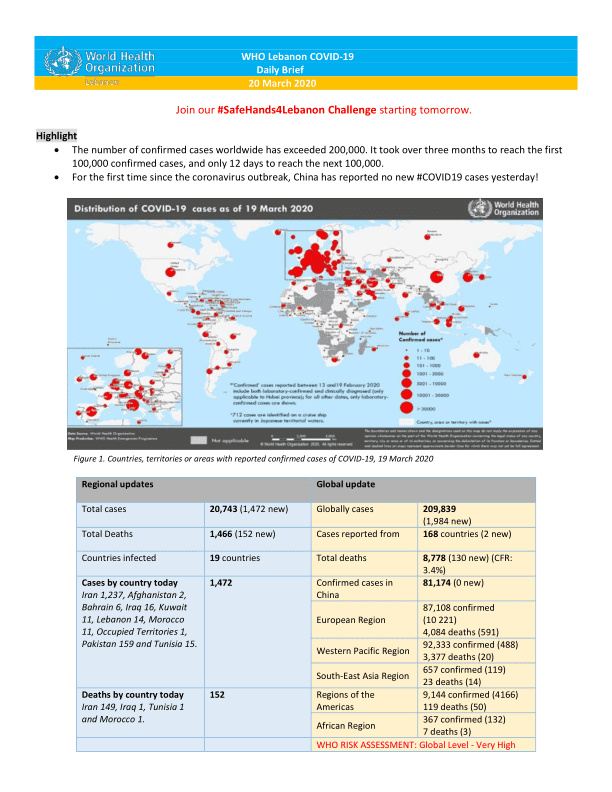 World Health
Organization
Lebanon
WHO Lebanon COVID-19
Daily Brief
20 March 2020
Join our #SafeHands4Lebanon Challenge starting tomorrow.
Highlight
• The number of confirmed cases worldwide has exceeded 200,000. It took over three months to reach the first
100,000 confirmed cases, and only 12 days to reach the next 100,000.
• For the first time since the coronavirus outbreak, China has reported no new #COVID19 cases yesterday!
Distribution of COVID-19 cases as of 19 March 2020
World Health
Organization
Number of
Confirmed cases*
1 - 10
11 - 100
101 - 1000
1001 - 5000
5001 - 10000
10001 - 30000
> 30000
Country, area or territory with cases*
*"Confirmed' cases reported between 13 and 19 February 2020
include both laboratory-confirmed and clinically diagnosed (only
applicable to Hubei province); for all other dates, only laboratory-
confirmed cases are shown.
*712 cases are identified on a cruise ship
currently in Japanese territorial waters.
Data Source: World Health Organization
Map Production: WHO Health Emergencies Programme
Not applicable
© World Health Organization 2020. All rights reserved.
Figure 1. Countries, territories or areas with reported confirmed cases of COVID-19, 19 March 2020
Regional updates
Global update
Total cases
20,743 (1,472 new)
Globally cases
209,839
(1,984 new)
Total Deaths
1,466 (152 new)
Cases reported from
168 countries (2 new)
Countries infected
19 countries
Total deaths
8,778 (130 new) (CFR:
3.4%)
Cases by country today
Iran 1,237, Afghanistan 2,
Bahrain 6, Iraq 16, Kuwait
11, Lebanon 14, Morocco
11, Occupied Territories 1,
Pakistan 159 and Tunisia 15.
1,472
Confirmed cases in
China
81,174 (0 new)
European Region
87,108 confirmed
(10 221)
4,084 deaths (591)
Western Pacific Region
92,333 confirmed (488)
3,377 deaths (20)
South-East Asia Region
657 confirmed (119)
23 deaths (14)
Deaths by country today
Iran 149, Iraq 1, Tunisia 1
and Morocco 1.
152
Regions of the
Americas
9,144 confirmed (4166)
119 deaths (50)
African Region
367 confirmed (132)
7 deaths (3)
WHO RISK ASSESSMENT: Global Level - Very High